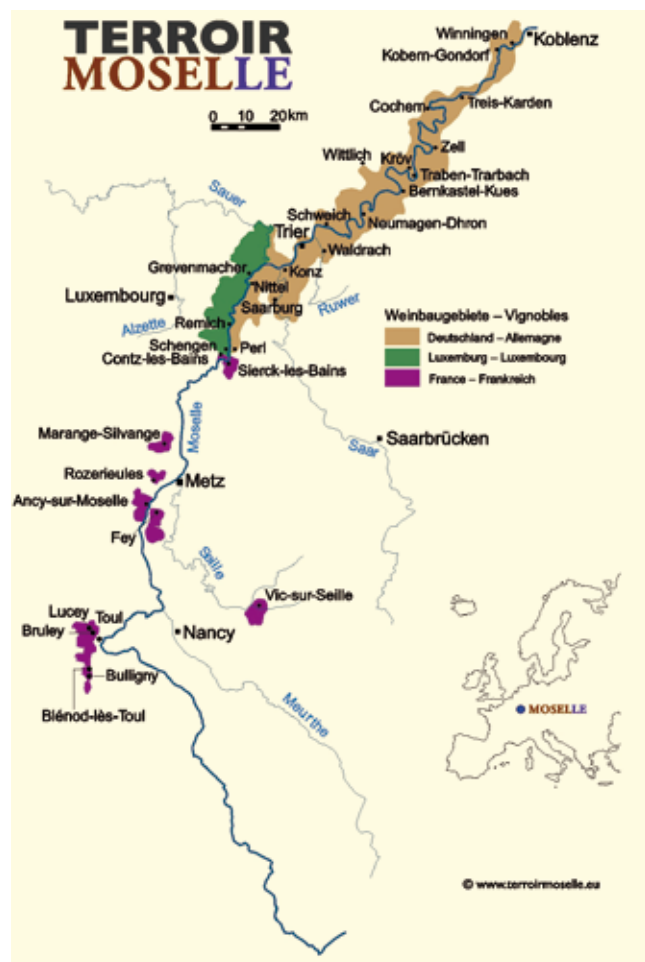 TERROIR
MOSELLE
0 10 20 km
Winningen
Koblenz
Kobern-Gondorf
Cochem
Treis-Karden
Zell
Wittlich
Kröv
Traben-Trarbach
Bernkastel-Kues
Sauer
Schweich
Neumagen-Dhron
Trier
Waldrach
Grevenmacher
Konz
Nittel
Luxembourg
Saarburg
Ruwer
Alzette
Remich
Weinbaugebiete – Vignobles
Deutschland – Allemagne
Luxemburg – Luxembourg
France – Frankreich
Schengen
Perl
Contz-les-Bains
Sierck-les-Bains
Moselle
Marange-Silvange
Saar
Saarbrücken
Rozerieules
Metz
Ancy-sur-Moselle
Fey
Seille
Vic-sur-Seille
Lucey
Toul
Bruley
Nancy
Bulligny
Blénod-lès-Toul
Meurthe
MOSELLE
© www.terroirmoselle.eu